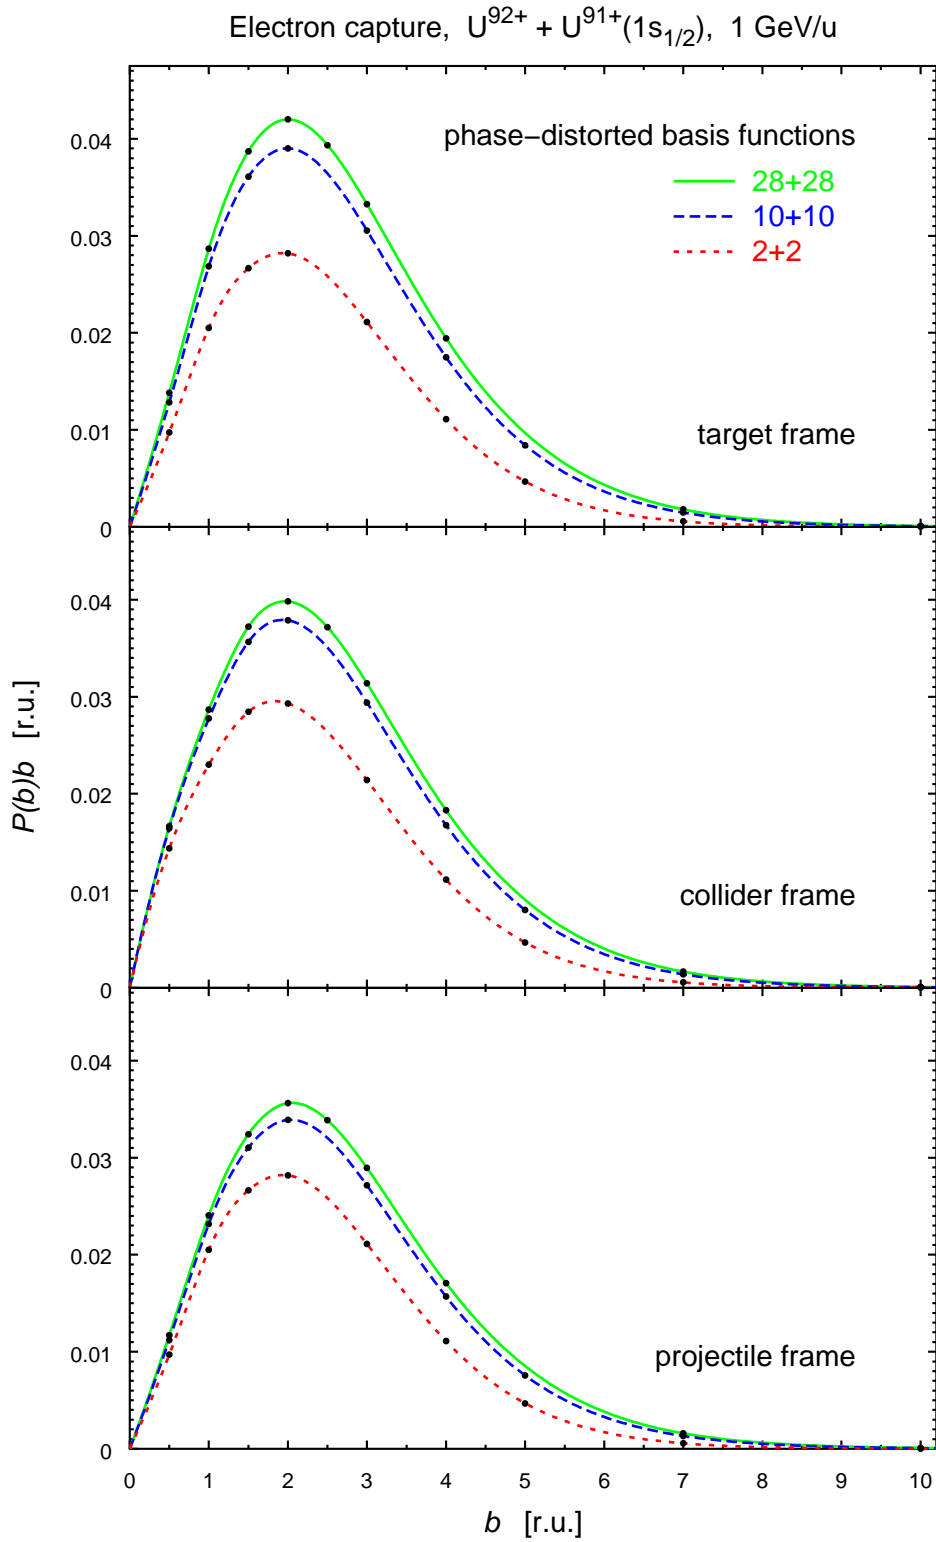 Electron capture, U^92+ + U^91+(1s_1/2), 1 GeV/u
phase−distorted basis functions
28+28
10+10
2+2
target frame
0.04
0.03
0.02
0.01
0
collider frame
0.04
0.03
0.02
0.01
0
P(b)b [r.u.]
projectile frame
0.04
0.03
0.02
0.01
0
0 1 2 3 4 5 6 7 8 9 10
b [r.u.]